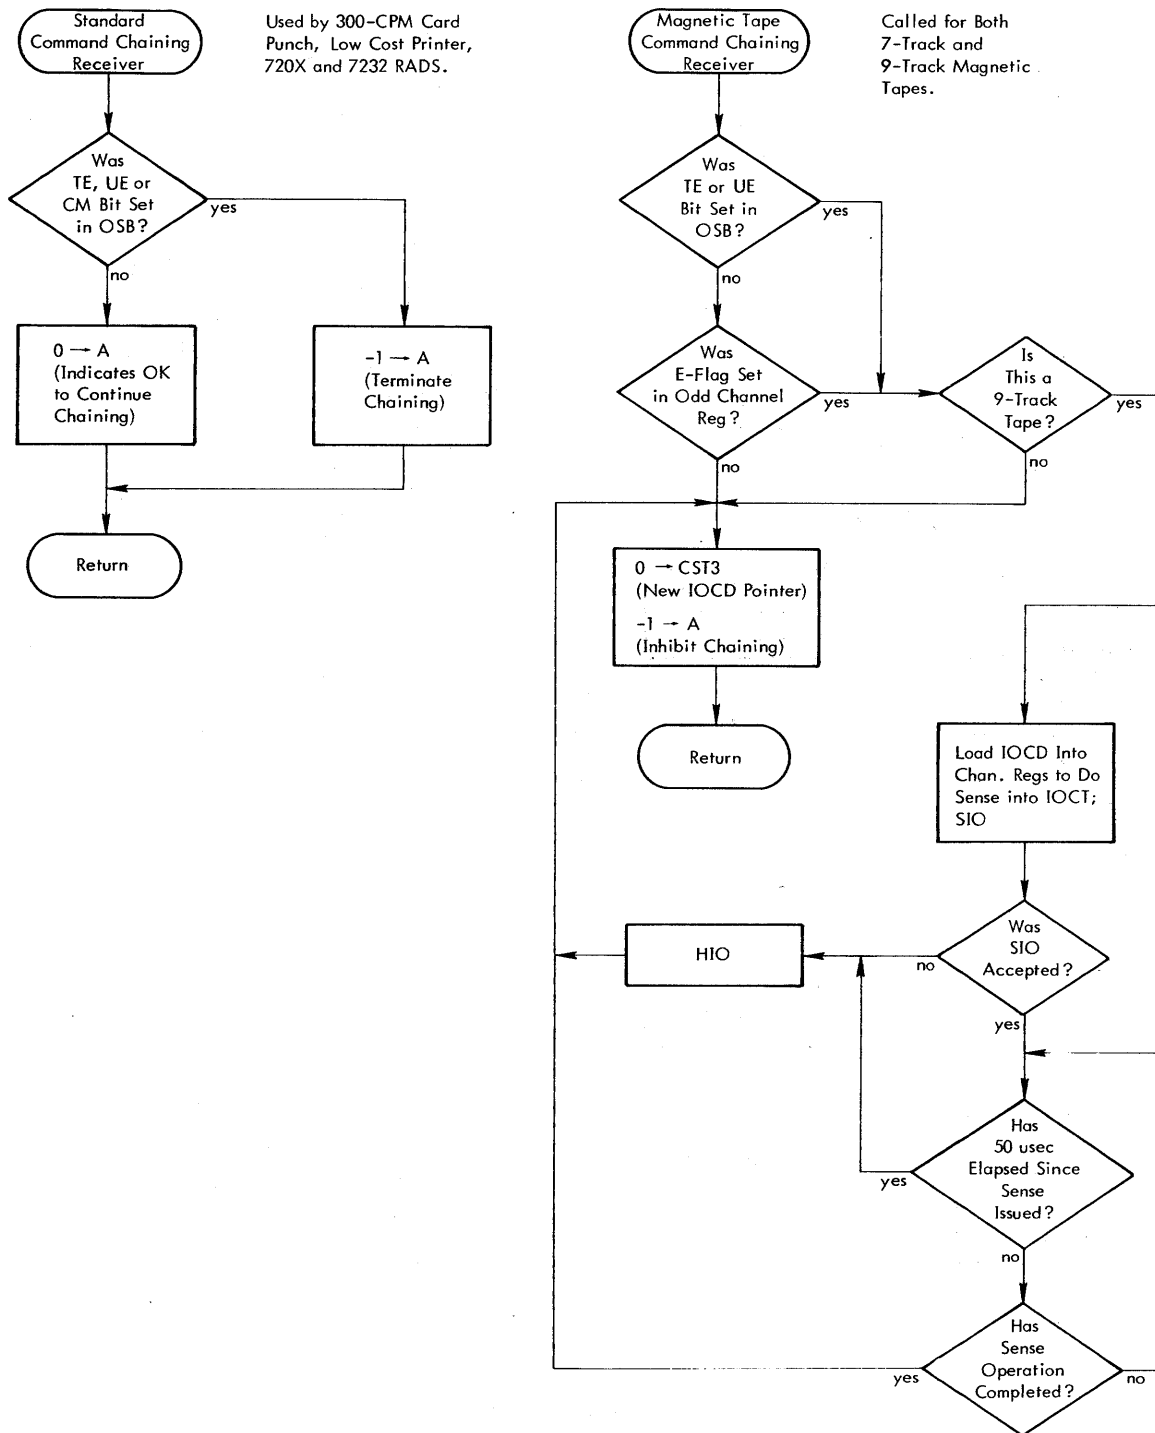 Standard
Command Chaining
Receiver
Used by 300-CPM Card
Punch, Low Cost Printer,
720X and 7232 RADS.
Was
TE, UE or
CM Bit Set
in OSB?
yes
no
0 → A
(Indicates OK
to Continue
Chaining)
-1 → A
(Terminate
Chaining)
Return
Magnetic Tape
Command Chaining
Receiver
Called for Both
7-Track and
9-Track Magnetic
Tapes.
Was
TE or UE
Bit Set in
OSB?
yes
no
Was
E-Flag Set
in Odd Channel
Reg?
yes
no
Is
This a
9-Track
Tape?
yes
no
0 → CST3
(New IOCD Pointer)
-1 → A
(Inhibit Chaining)
Return
Load IOCD Into
Chan. Regs to Do
Sense into IOCT;
SIO
Was
SIO
Accepted?
no
yes
HIO
Has
50 usec
Elapsed Since
Sense
Issued?
yes
no
Has
Sense
Operation
Completed?
yes
no